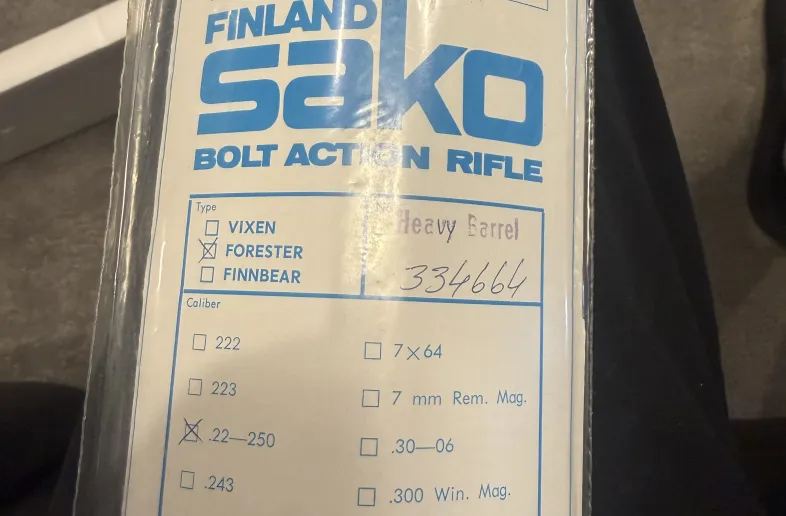 FINLAND
sako
BOLT ACTION RIFLE
Type
VIXEN
Heavy Barrel
FORESTER
FINNBEAR
334664
Caliber
222
7×64
223
7 mm Rem. Mag.
.22—250
.30—06
.243
.300 Win. Mag.